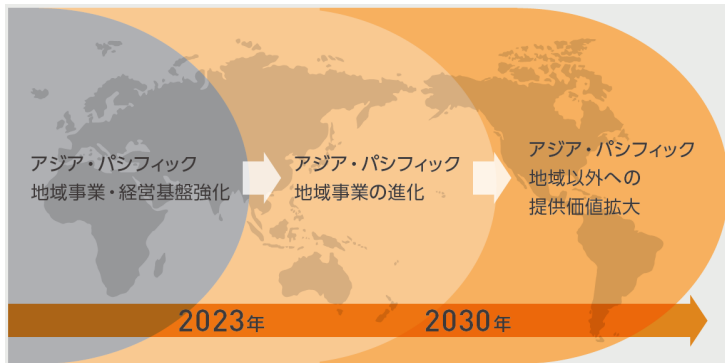 アジア・パシフィック
地域事業・経営基盤強化
アジア・パシフィック
地域事業の進化
アジア・パシフィック
地域以外への
提供価値拡大
2023年
2030年